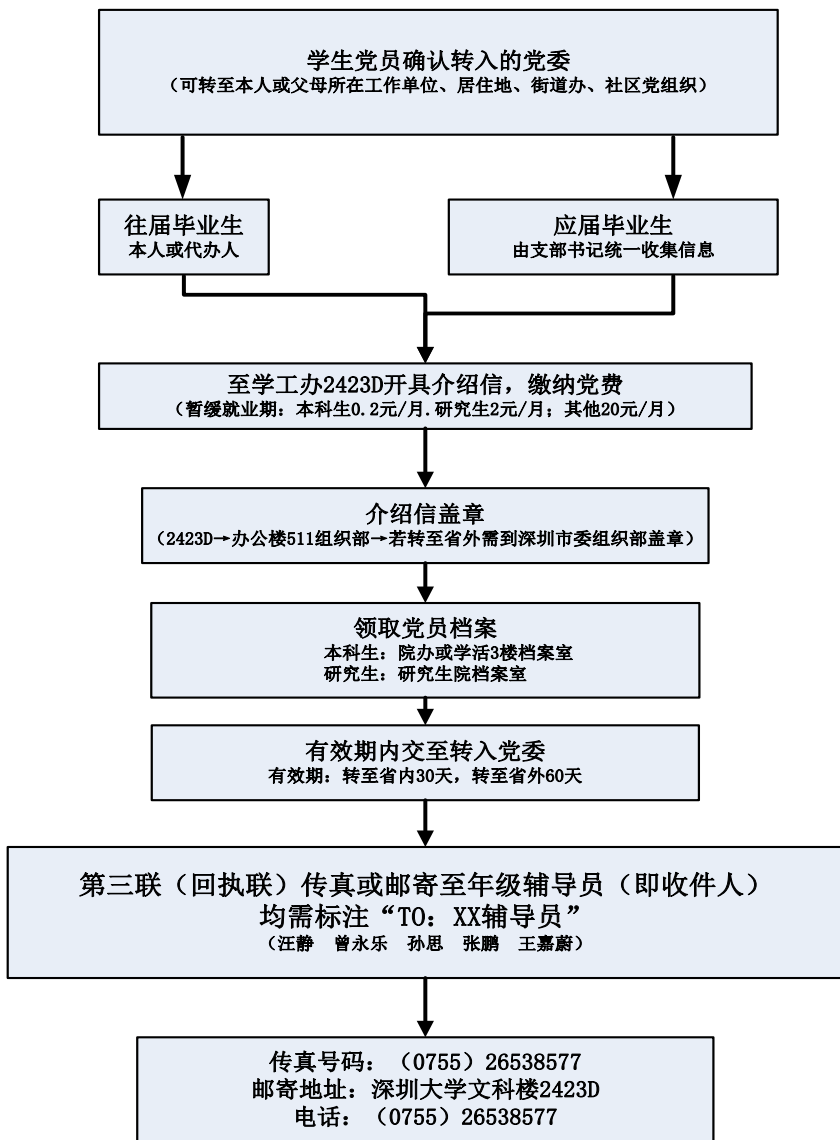 学生党员确认转入的党委
（可转至本人或父母所在工作单位、居住地、街道办、社区党组织）
往届毕业生
本人或代办人
应届毕业生
由支部书记统一收集信息
至学工办2423D开具介绍信，缴纳党费
（暂缓就业期：本科生0.2元/月.研究生2元/月；其他20元/月）
介绍信盖章
（2423D→办公楼511组织部→若转至省外需到深圳市委组织部盖章）
领取党员档案
本科生：院办或学活3楼档案室
研究生：研究生院档案室
有效期内交至转入党委
有效期：转至省内30天，转至省外60天
第三联（回执联）传真或邮寄至年级辅导员（即收件人）
均需标注“TO：XX辅导员”
（汪静 曾永乐 孙思 张鹏 王嘉蔚）
传真号码：（0755）26538577
邮寄地址：深圳大学文科楼2423D
电话：（0755）26538577